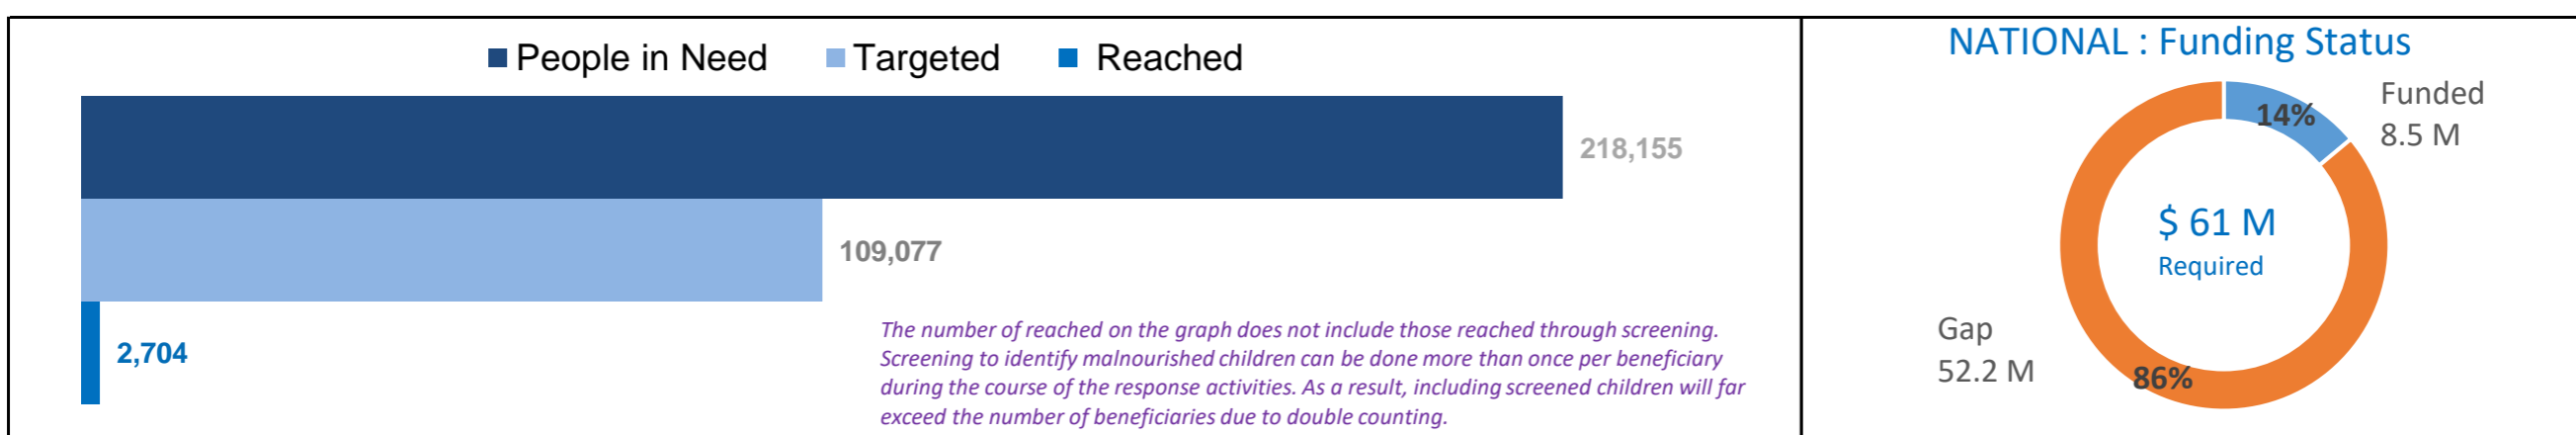 People in Need Targeted Reached
218,155
109,077
2,704
The number of reached on the graph does not include those reached through screening.
Screening to identify malnourished children can be done more than once per beneficiary
during the course of the response activities. As a result, including screened children will far
exceed the number of beneficiaries due to double counting.
NATIONAL : Funding Status
Funded
8.5 M
14%
$ 61 M
Required
Gap
52.2 M
86%